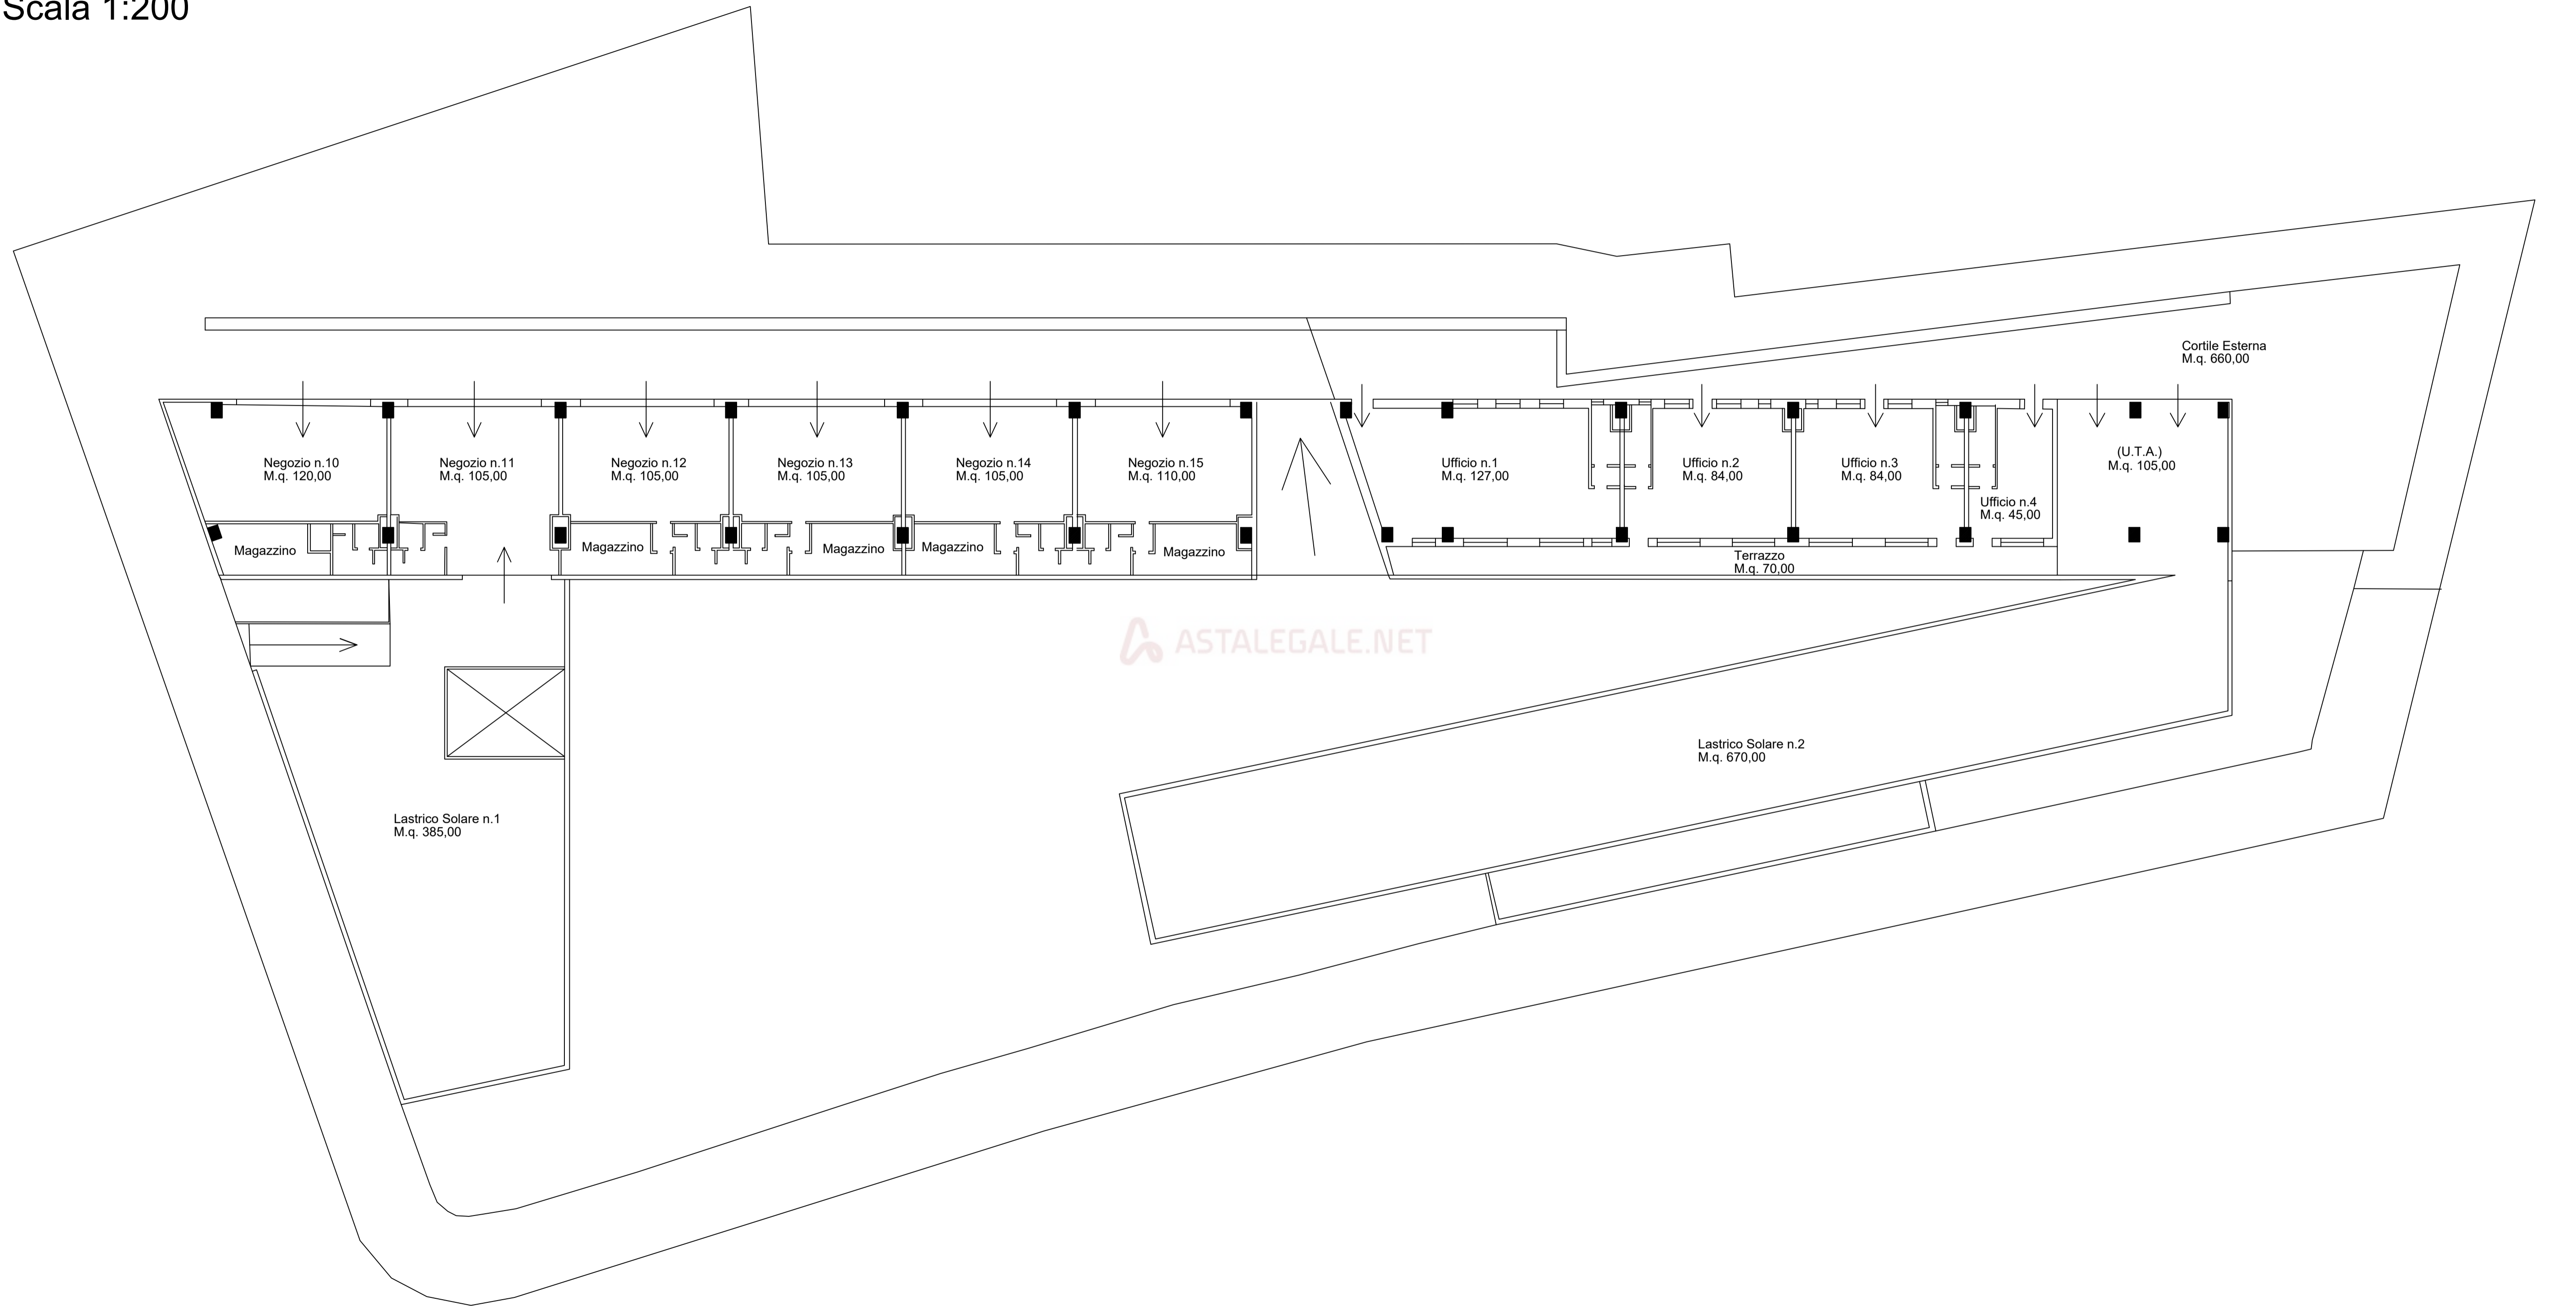 Scala 1:200
Cortile Esterna
M.q. 660,00
Negozio n.10
M.q. 120,00
Negozio n.11
M.q. 105,00
Negozio n.12
M.q. 105,00
Negozio n.13
M.q. 105,00
Negozio n.14
M.q. 105,00
Negozio n.15
M.q. 110,00
Ufficio n.1
M.q. 127,00
Ufficio n.2
M.q. 84,00
Ufficio n.3
M.q. 84,00
Ufficio n.4
M.q. 45,00
(U.T.A.)
M.q. 105,00
Magazzino
Magazzino
Magazzino
Magazzino
Magazzino
Terrazzo
M.q. 70,00
ASTALEGALE.NET
Lastrico Solare n.2
M.q. 670,00
Lastrico Solare n.1
M.q. 385,00